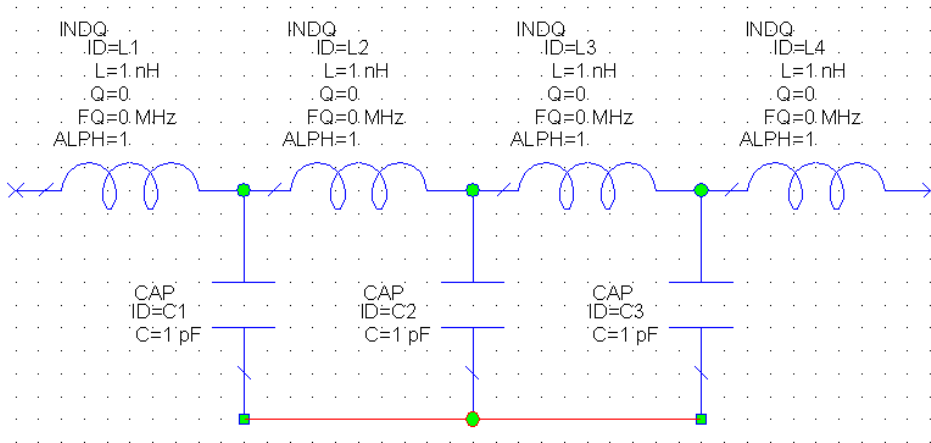 INDQ
ID=L1
L=1 nH
Q=0
FQ=0 MHz
ALPH=1
INDQ
ID=L2
L=1 nH
Q=0
FQ=0 MHz
ALPH=1
INDQ
ID=L3
L=1 nH
Q=0
FQ=0 MHz
ALPH=1
INDQ
ID=L4
L=1 nH
Q=0
FQ=0 MHz
ALPH=1
CAP
ID=C1
C=1 pF
CAP
ID=C2
C=1 pF
CAP
ID=C3
C=1 pF